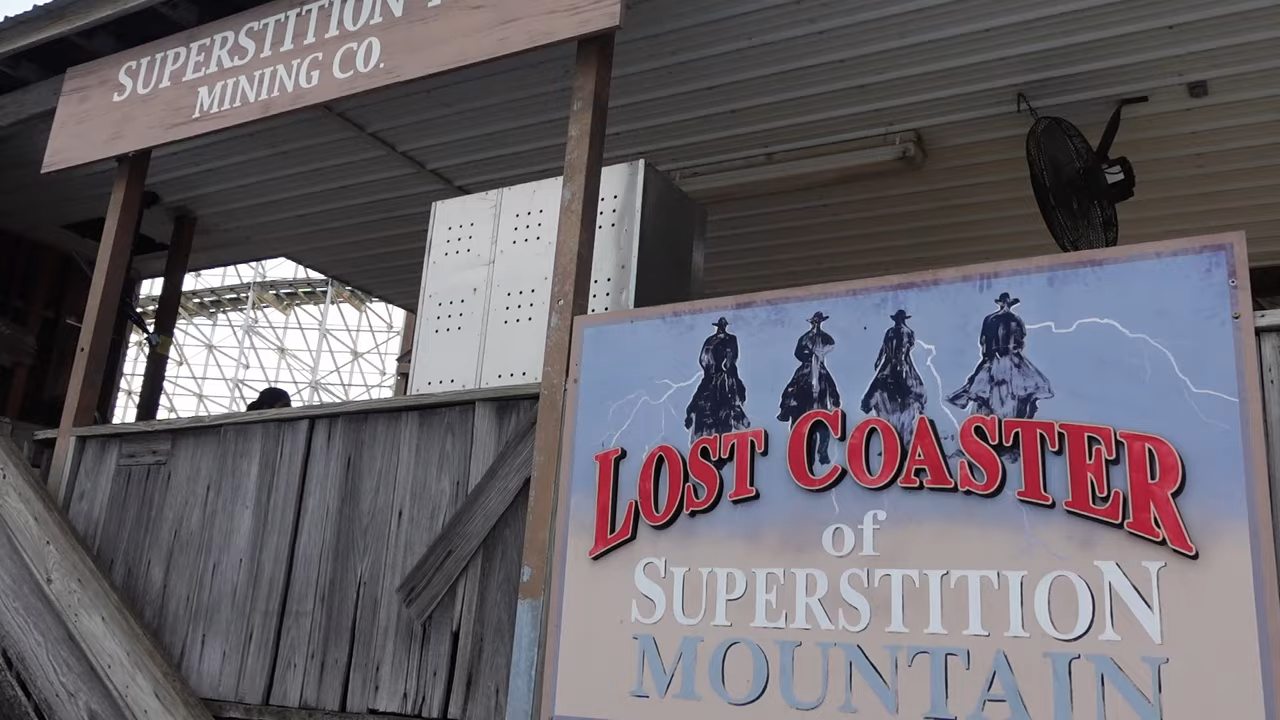 SUPERSTITION
MINING CO.
LOST COASTER
of
SUPERSTITION
MOUNTAIN